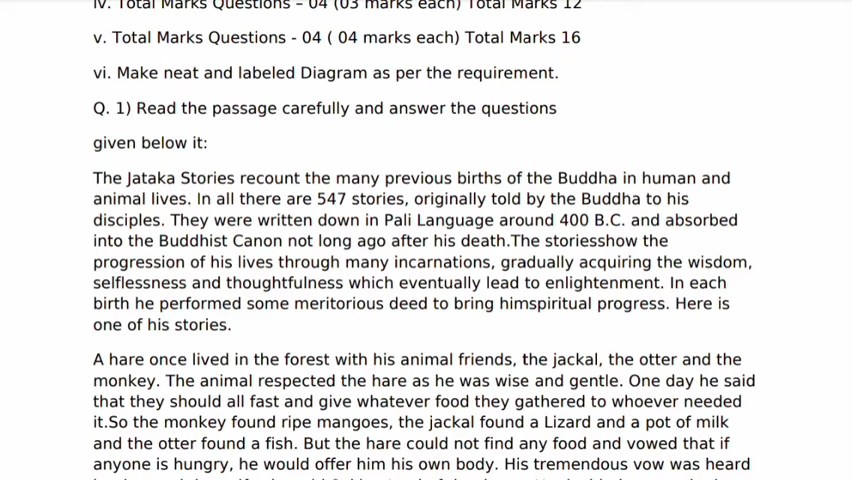 iv. Total Marks Questions – 04 (03 marks each) Total Marks 12
v. Total Marks Questions - 04 ( 04 marks each) Total Marks 16
vi. Make neat and labeled Diagram as per the requirement.
Q. 1) Read the passage carefully and answer the questions
given below it:
The Jataka Stories recount the many previous births of the Buddha in human and
animal lives. In all there are 547 stories, originally told by the Buddha to his
disciples. They were written down in Pali Language around 400 B.C. and absorbed
into the Buddhist Canon not long ago after his death.The storiesshow the
progression of his lives through many incarnations, gradually acquiring the wisdom,
selflessness and thoughtfulness which eventually lead to enlightenment. In each
birth he performed some meritorious deed to bring himspiritual progress. Here is
one of his stories.
A hare once lived in the forest with his animal friends, the jackal, the otter and the
monkey. The animal respected the hare as he was wise and gentle. One day he said
that they should all fast and give whatever food they gathered to whoever needed
it.So the monkey found ripe mangoes, the jackal found a Lizard and a pot of milk
and the otter found a fish. But the hare could not find any food and vowed that if
anyone is hungry, he would offer him his own body. His tremendous vow was heard